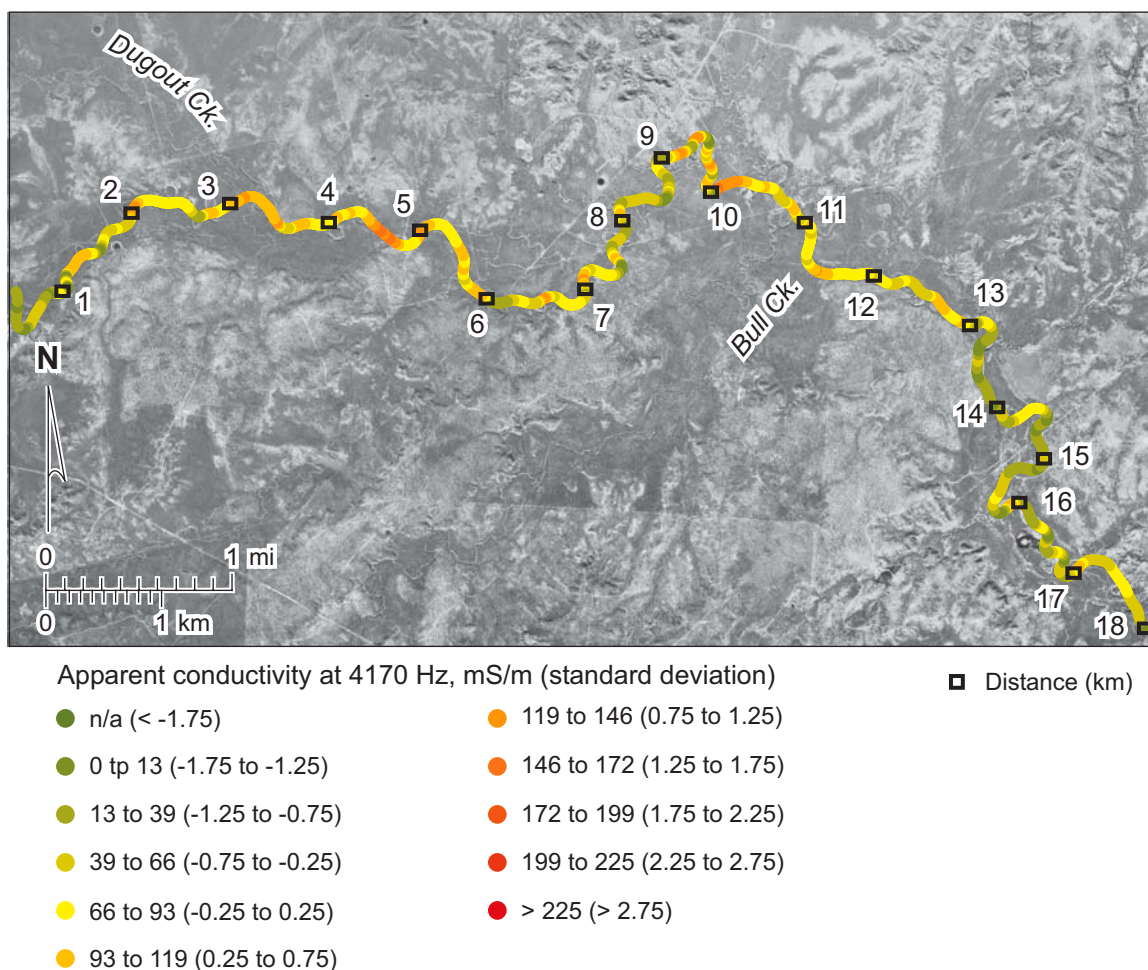 Dugout Ck.
9
2
3
4
5
8
10
11
1
6
7
Bull Ck.
12
13
N
14
15
16
0
1 mi
17
0
1 km
18
Apparent conductivity at 4170 Hz, mS/m (standard deviation)
Distance (km)
n/a (< -1.75)
0 tp 13 (-1.75 to -1.25)
13 to 39 (-1.25 to -0.75)
39 to 66 (-0.75 to -0.25)
66 to 93 (-0.25 to 0.25)
93 to 119 (0.25 to 0.75)
119 to 146 (0.75 to 1.25)
146 to 172 (1.25 to 1.75)
172 to 199 (1.75 to 2.25)
199 to 225 (2.25 to 2.75)
> 225 (> 2.75)